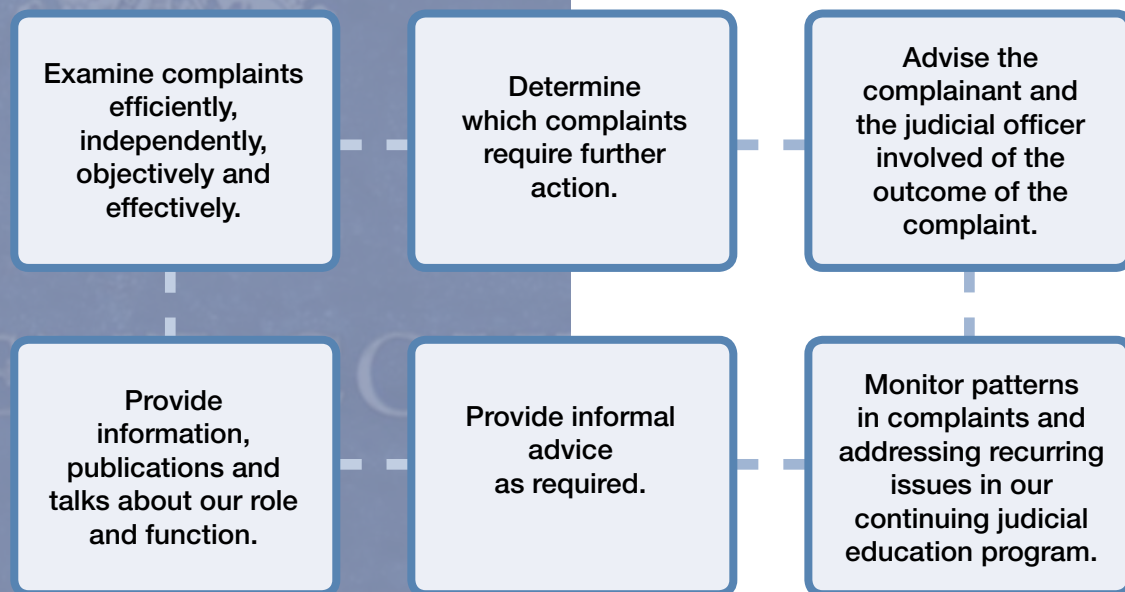 Examine complaints
efficiently,
independently,
objectively and
effectively.
Determine
which complaints
require further
action.
Advise the
complainant and
the judicial officer
involved of the
outcome of the
complaint.
Provide
information,
publications and
talks about our role
and function.
Provide informal
advice
as required.
Monitor patterns
in complaints and
addressing recurring
issues in our
continuing judicial
education program.